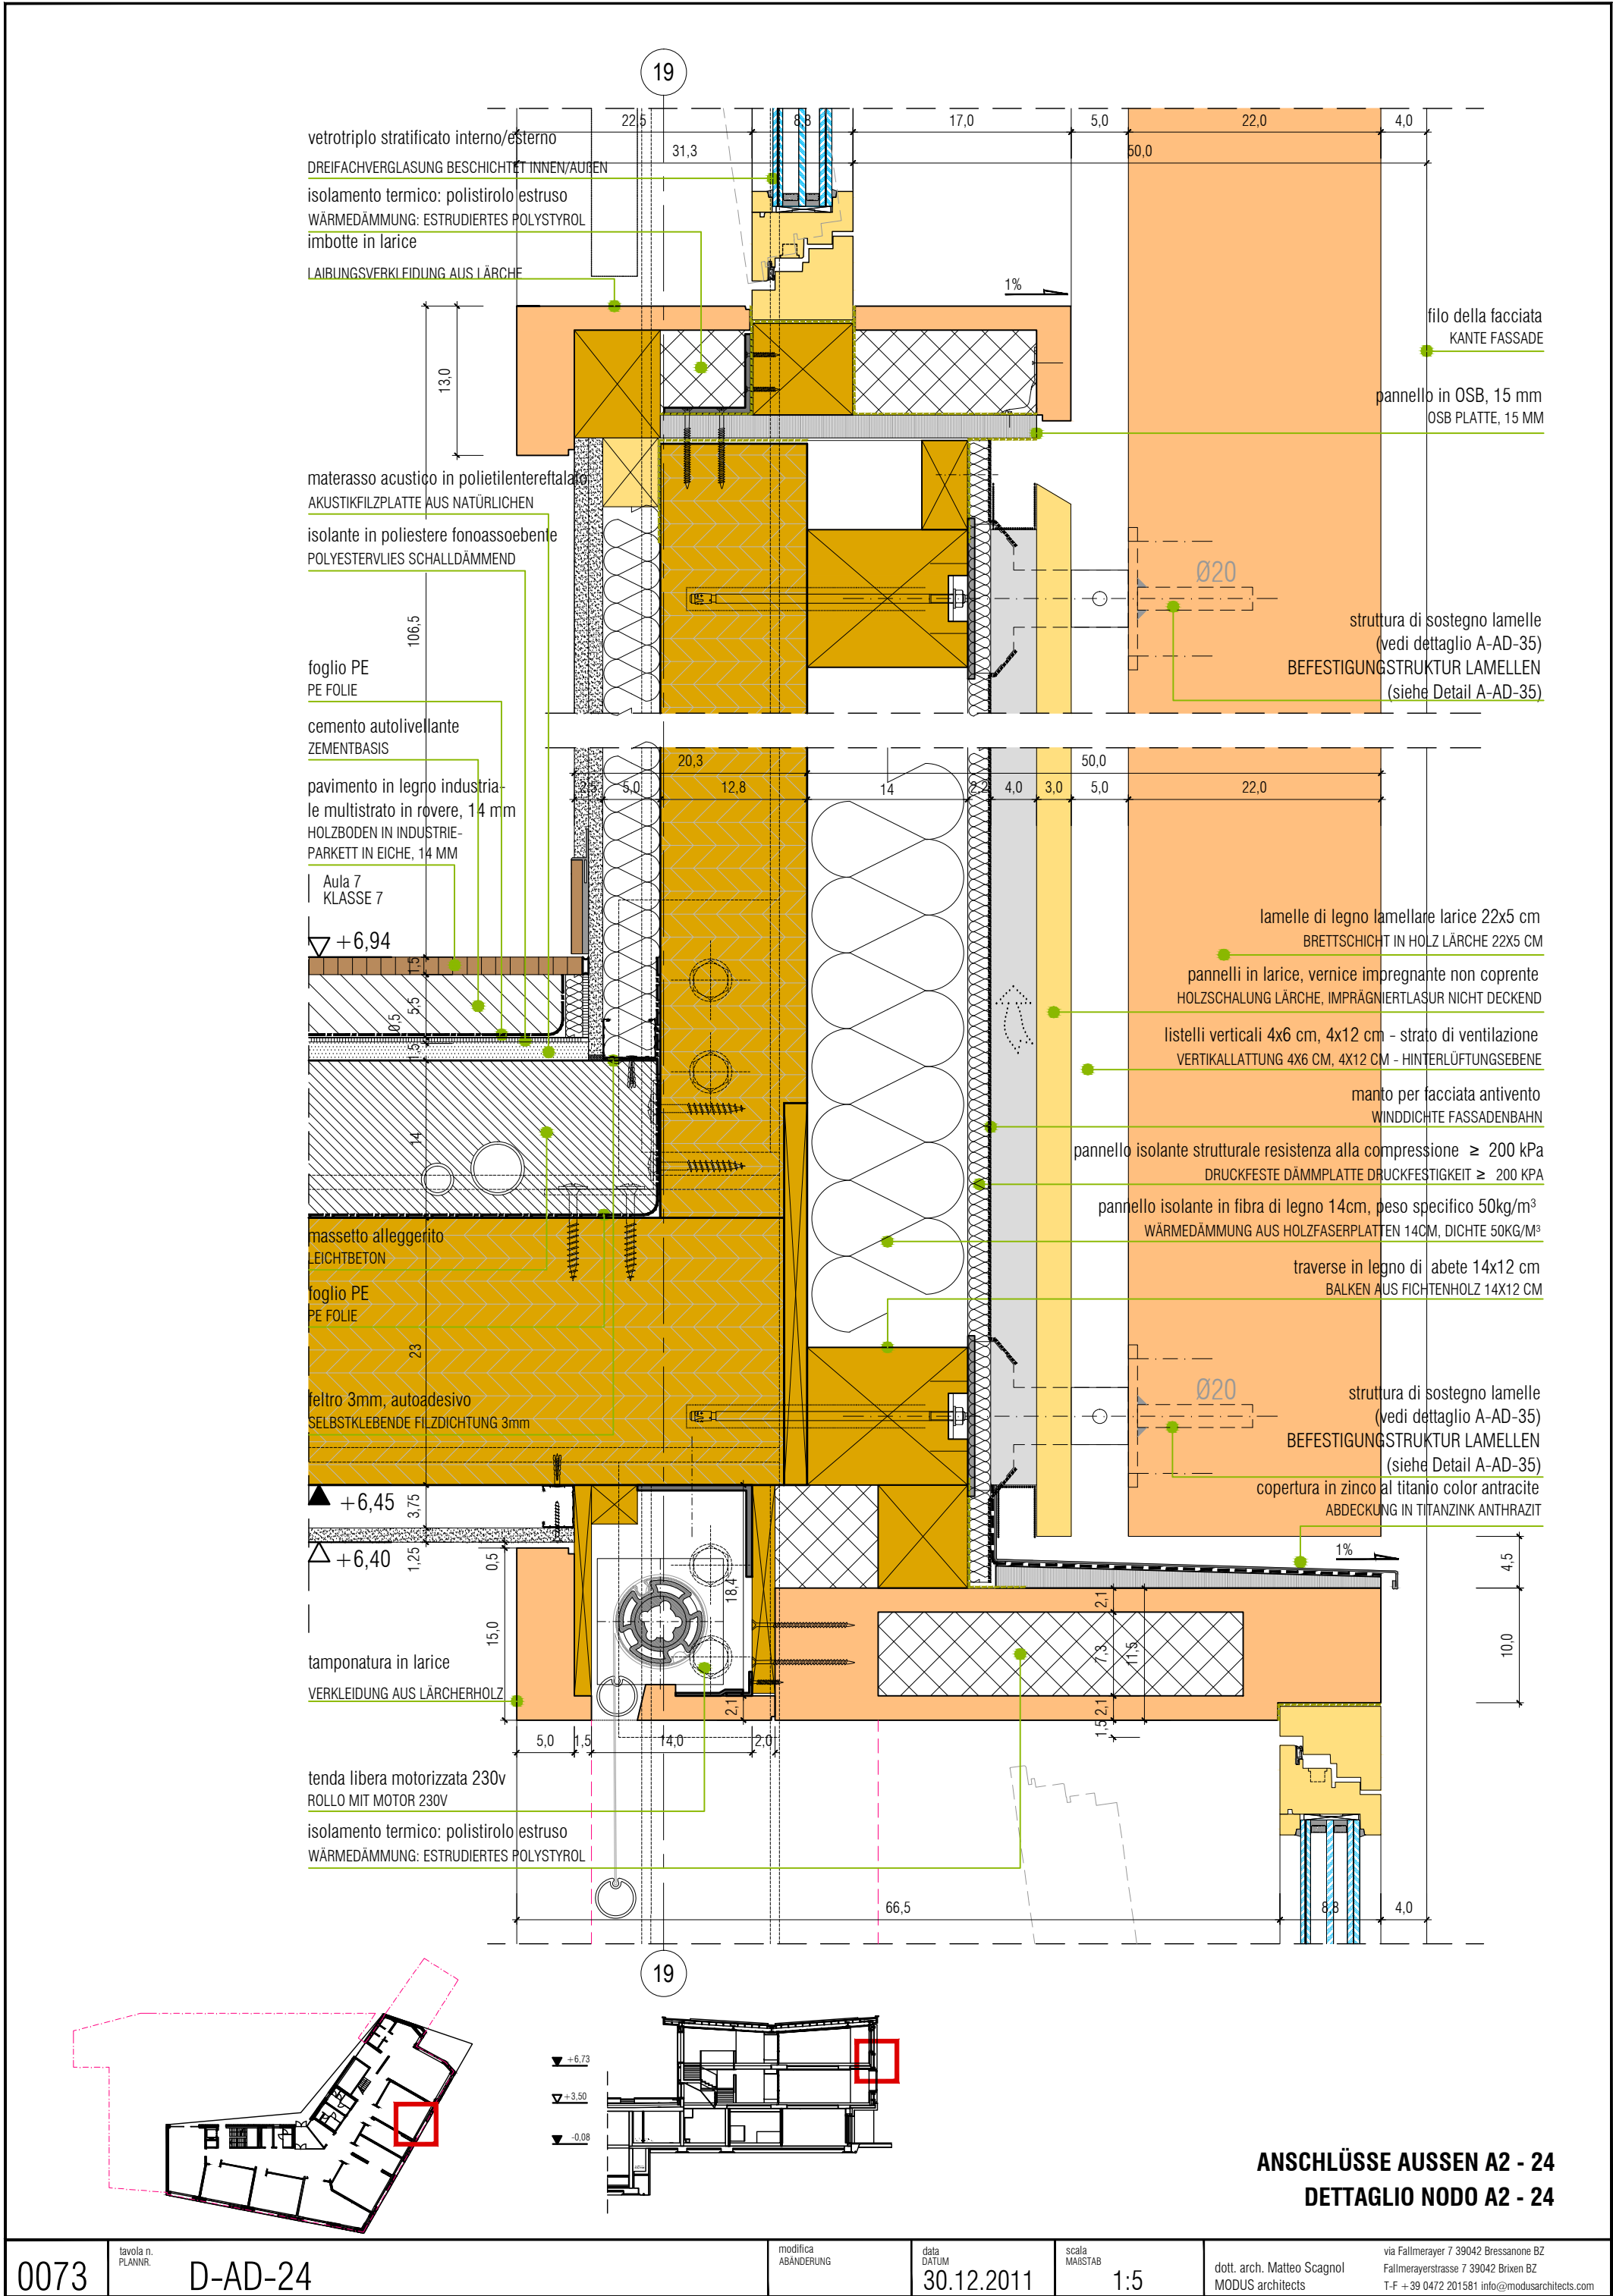 19
22,5
8,8
17,0
5,0
22,0
4,0
31,3
50,0
vetrotriplo stratificato interno/esterno
DREIFACHVERGLASUNG BESCHICHTET INNEN/AUßEN
isolamento termico: polistirolo estruso
WÄRMEDÄMMUNG: ESTRUDIERTES POLYSTYROL
imbotte in larice
LAIBUNGSVERKLEIDUNG AUS LÄRCHE
1%
filo della facciata
KANTE FASSADE
13,0
pannello in OSB, 15 mm
OSB PLATTE, 15 MM
materasso acustico in polietilentereftalato
AKUSTIKFILZPLATTE AUS NATÜRLICHEN
isolante in poliestere fonoassoebente
POLYESTERVLIES SCHALLDÄMMEND
Ø20
106,5
struttura di sostegno lamelle
(vedi dettaglio A-AD-35)
BEFESTIGUNGSTRUKTUR LAMELLEN
(siehe Detail A-AD-35)
foglio PE
PE FOLIE
cemento autolivellante
ZEMENTBASIS
20,3
50,0
2,5
5,0
12,8
14
2,2
4,0
3,0
5,0
22,0
pavimento in legno industria-
le multistrato in rovere, 14 mm
HOLZBODEN IN INDUSTRIE-
PARKETT IN EICHE, 14 MM
Aula 7
KLASSE 7
+6,94
lamelle di legno lamellare larice 22x5 cm
BRETTSCHICHT IN HOLZ LÄRCHE 22X5 CM
pannelli in larice, vernice impregnante non coprente
HOLZSCHALUNG LÄRCHE, IMPRÄGNIERTLASUR NICHT DECKEND
listelli verticali 4x6 cm, 4x12 cm - strato di ventilazione
VERTIKALLATTUNG 4X6 CM, 4X12 CM - HINTERLÜFTUNGSEBENE
manto per facciata antivento
WINDDICHTE FASSADENBAHN
pannello isolante strutturale resistenza alla compressione ≥ 200 kPa
DRUCKFESTE DÄMMPLATTE DRUCKFESTIGKEIT ≥ 200 KPA
pannello isolante in fibra di legno 14cm, peso specifico 50kg/m³
WÄRMEDÄMMUNG AUS HOLZFASERPLATTEN 14CM, DICHTE 50KG/M³
traverse in legno di abete 14x12 cm
BALKEN AUS FICHTENHOLZ 14X12 CM
1,5
5,5
0,5
1,5
14
23
massetto alleggerito
LEICHTBETON
foglio PE
PE FOLIE
feltro 3mm, autoadesivo
SELBSTKLEBENDE FILZDICHTUNG 3mm
Ø20
struttura di sostegno lamelle
(vedi dettaglio A-AD-35)
BEFESTIGUNGSTRUKTUR LAMELLEN
(siehe Detail A-AD-35)
copertura in zinco al titanio color antracite
ABDECKUNG IN TITANZINK ANTHRAZIT
+6,45
3,75
+6,40
1,25
0,5
1%
4,5
18,4
2,1
15,0
7,3
11,5
10,0
tamponatura in larice
VERKLEIDUNG AUS LÄRCHERHOLZ
2,1
2,1
1,5
5,0
1,5
14,0
2,0
tenda libera motorizzata 230v
ROLLO MIT MOTOR 230V
isolamento termico: polistirolo estruso
WÄRMEDÄMMUNG: ESTRUDIERTES POLYSTYROL
66,5
8,8
4,0
19
+6,73
+3,50
-0,08
ANSCHLÜSSE AUSSEN A2 - 24
DETTAGLIO NODO A2 - 24
0073
tavola n.
PLANNR.
D-AD-24
modifica
ABÄNDERUNG
data
DATUM
30.12.2011
scala
MAßSTAB
1:5
dott. arch. Matteo Scagnol
MODUS architects
via Fallmerayer 7 39042 Bressanone BZ
Fallmerayerstrasse 7 39042 Brixen BZ
T-F +39 0472 201581 info@modusarchitects.com